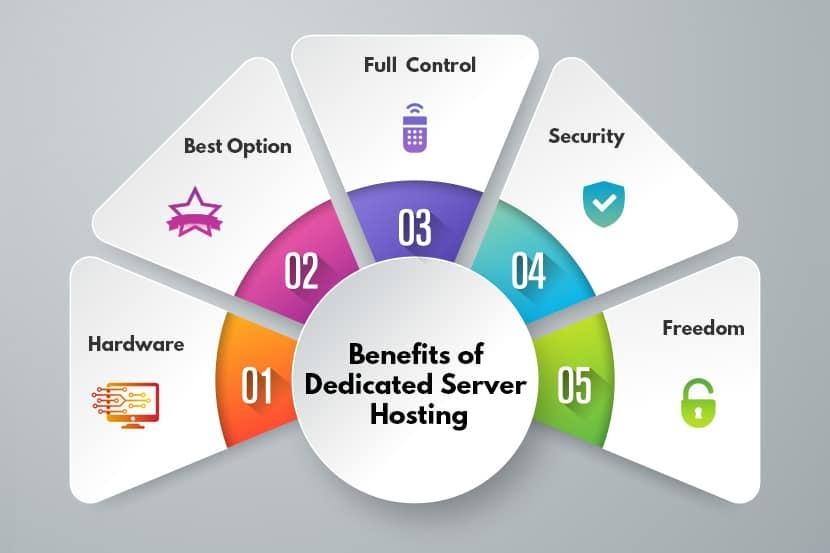 Full Control
Best Option
Security
03
02
04
Hardware
Freedom
Benefits of
Dedicated Server
Hosting
01
05